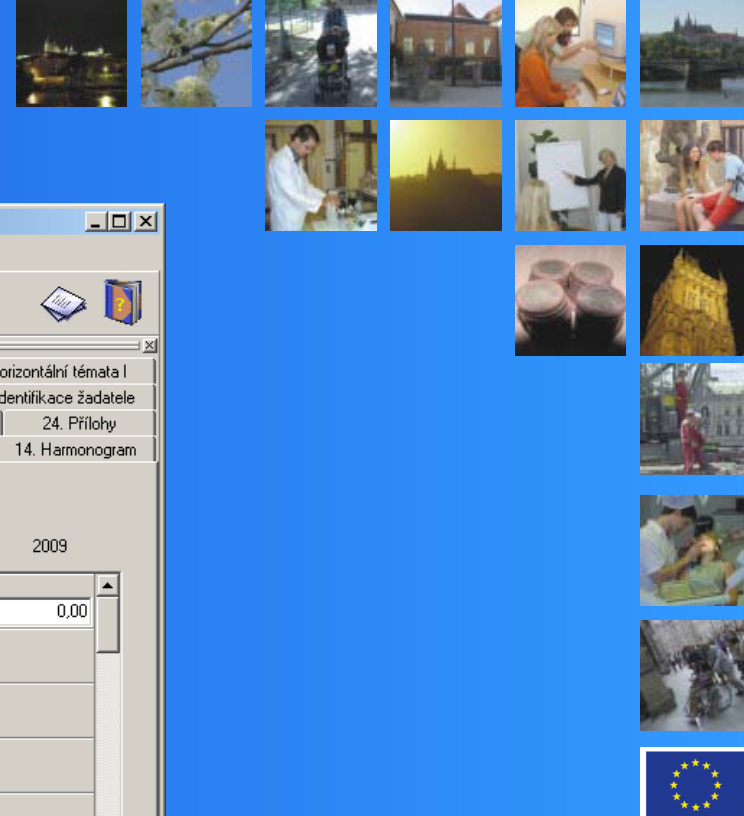 orizontální témata I
dentifikace žadatele
24. Přílohy
14. Harmonogram
2009
0,00